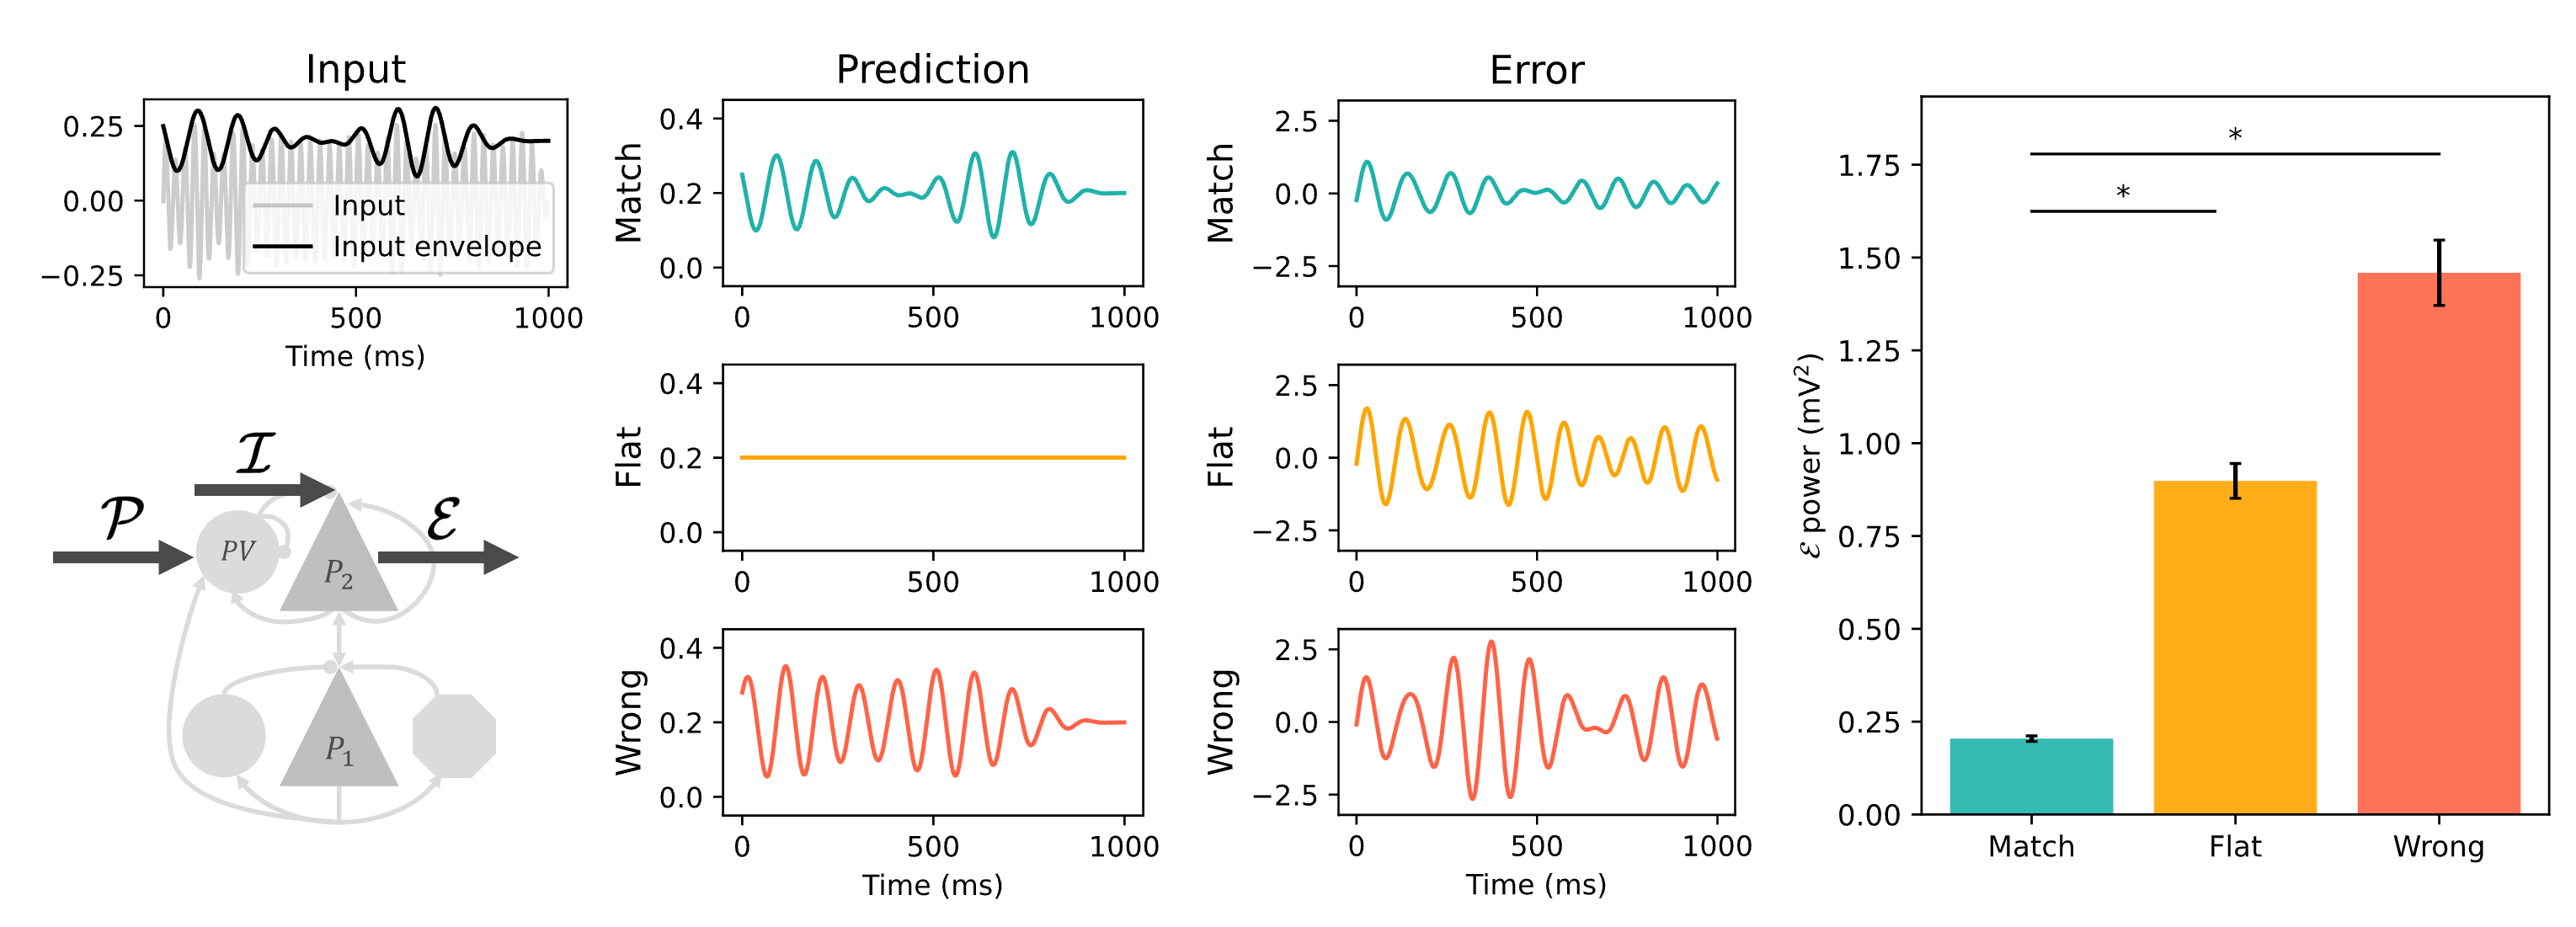 Input
0.25
0.00
−0.25
Input
Input envelope
0
500
1000
Time (ms)
𝓘
𝓟
𝓔
PV
P₂
P₁
Prediction
Match
0.4
0.2
0.0
0
500
1000
Flat
0.4
0.2
0.0
0
500
1000
Wrong
0.4
0.2
0.0
0
500
1000
Time (ms)
Error
Match
2.5
0.0
−2.5
0
500
1000
Flat
2.5
0.0
−2.5
0
500
1000
Wrong
2.5
0.0
−2.5
0
500
1000
Time (ms)
ℰ power (mV²)
1.75
1.50
1.25
1.00
0.75
0.50
0.25
0.00
*
*
Match
Flat
Wrong